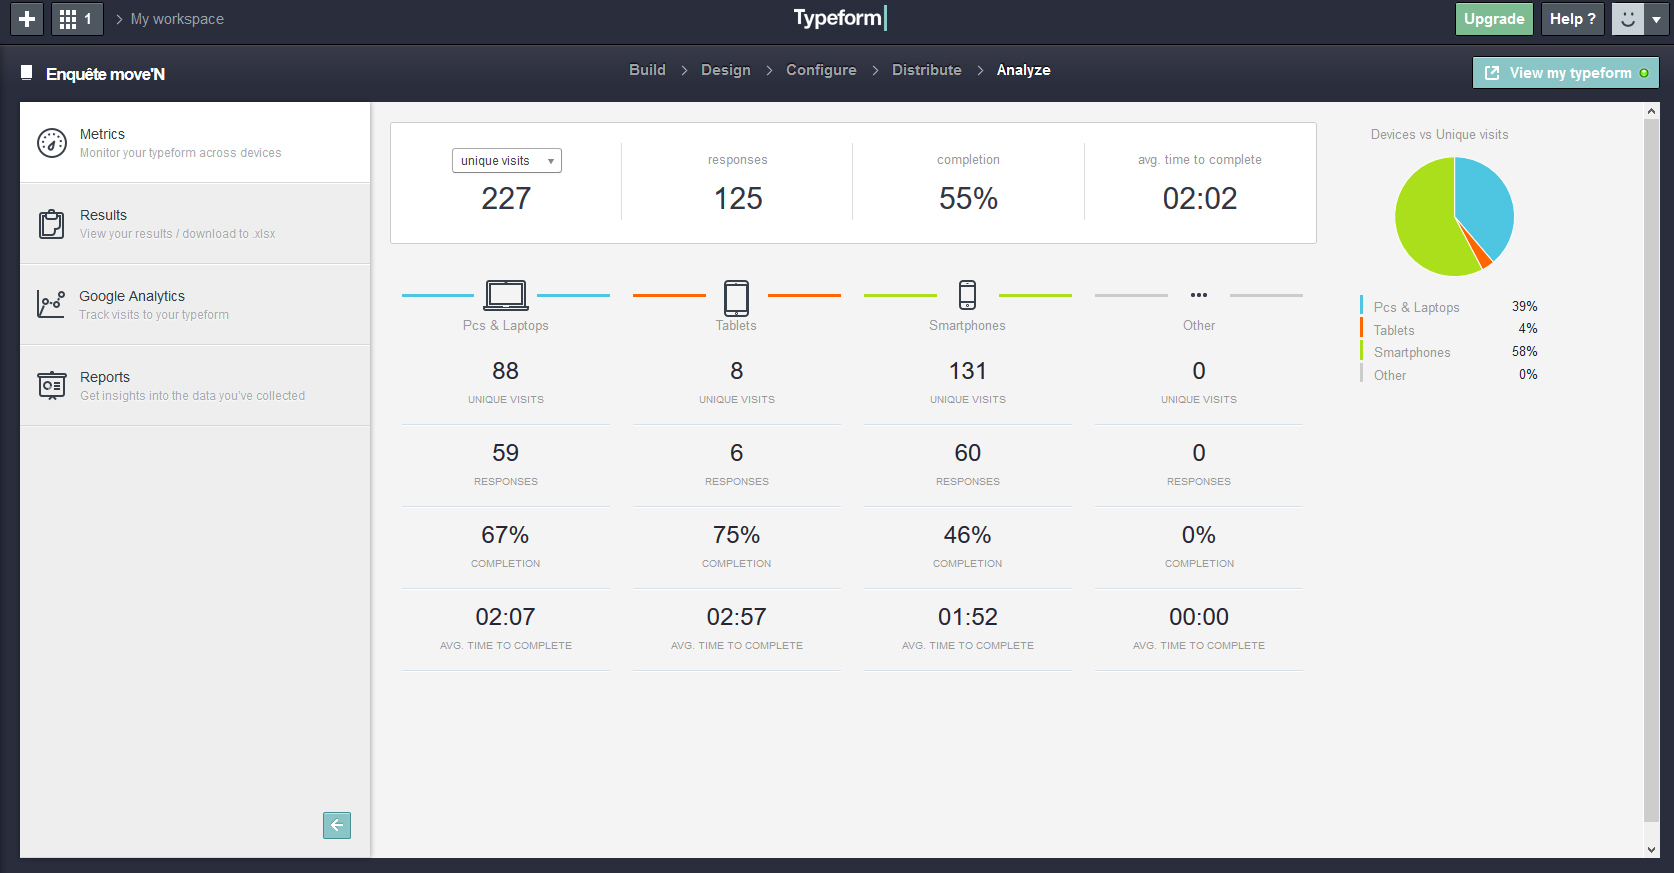 1 > My workspace
Typeform
Upgrade
Help ?
Enquête move'N
Build > Design > Configure > Distribute > Analyze
View my typeform
Metrics
Monitor your typeform across devices
Results
View your results / download to .xlsx
Google Analytics
Track visits to your typeform
Reports
Get insights into the data you've collected
unique visits
227
responses
125
completion
55%
avg. time to complete
02:02
Pcs & Laptops
88
UNIQUE VISITS
59
RESPONSES
67%
COMPLETION
02:07
AVG. TIME TO COMPLETE
Tablets
8
UNIQUE VISITS
6
RESPONSES
75%
COMPLETION
02:57
AVG. TIME TO COMPLETE
Smartphones
131
UNIQUE VISITS
60
RESPONSES
46%
COMPLETION
01:52
AVG. TIME TO COMPLETE
Other
0
UNIQUE VISITS
0
RESPONSES
0%
COMPLETION
00:00
AVG. TIME TO COMPLETE
Devices vs Unique visits
Pcs & Laptops 39%
Tablets 4%
Smartphones 58%
Other 0%